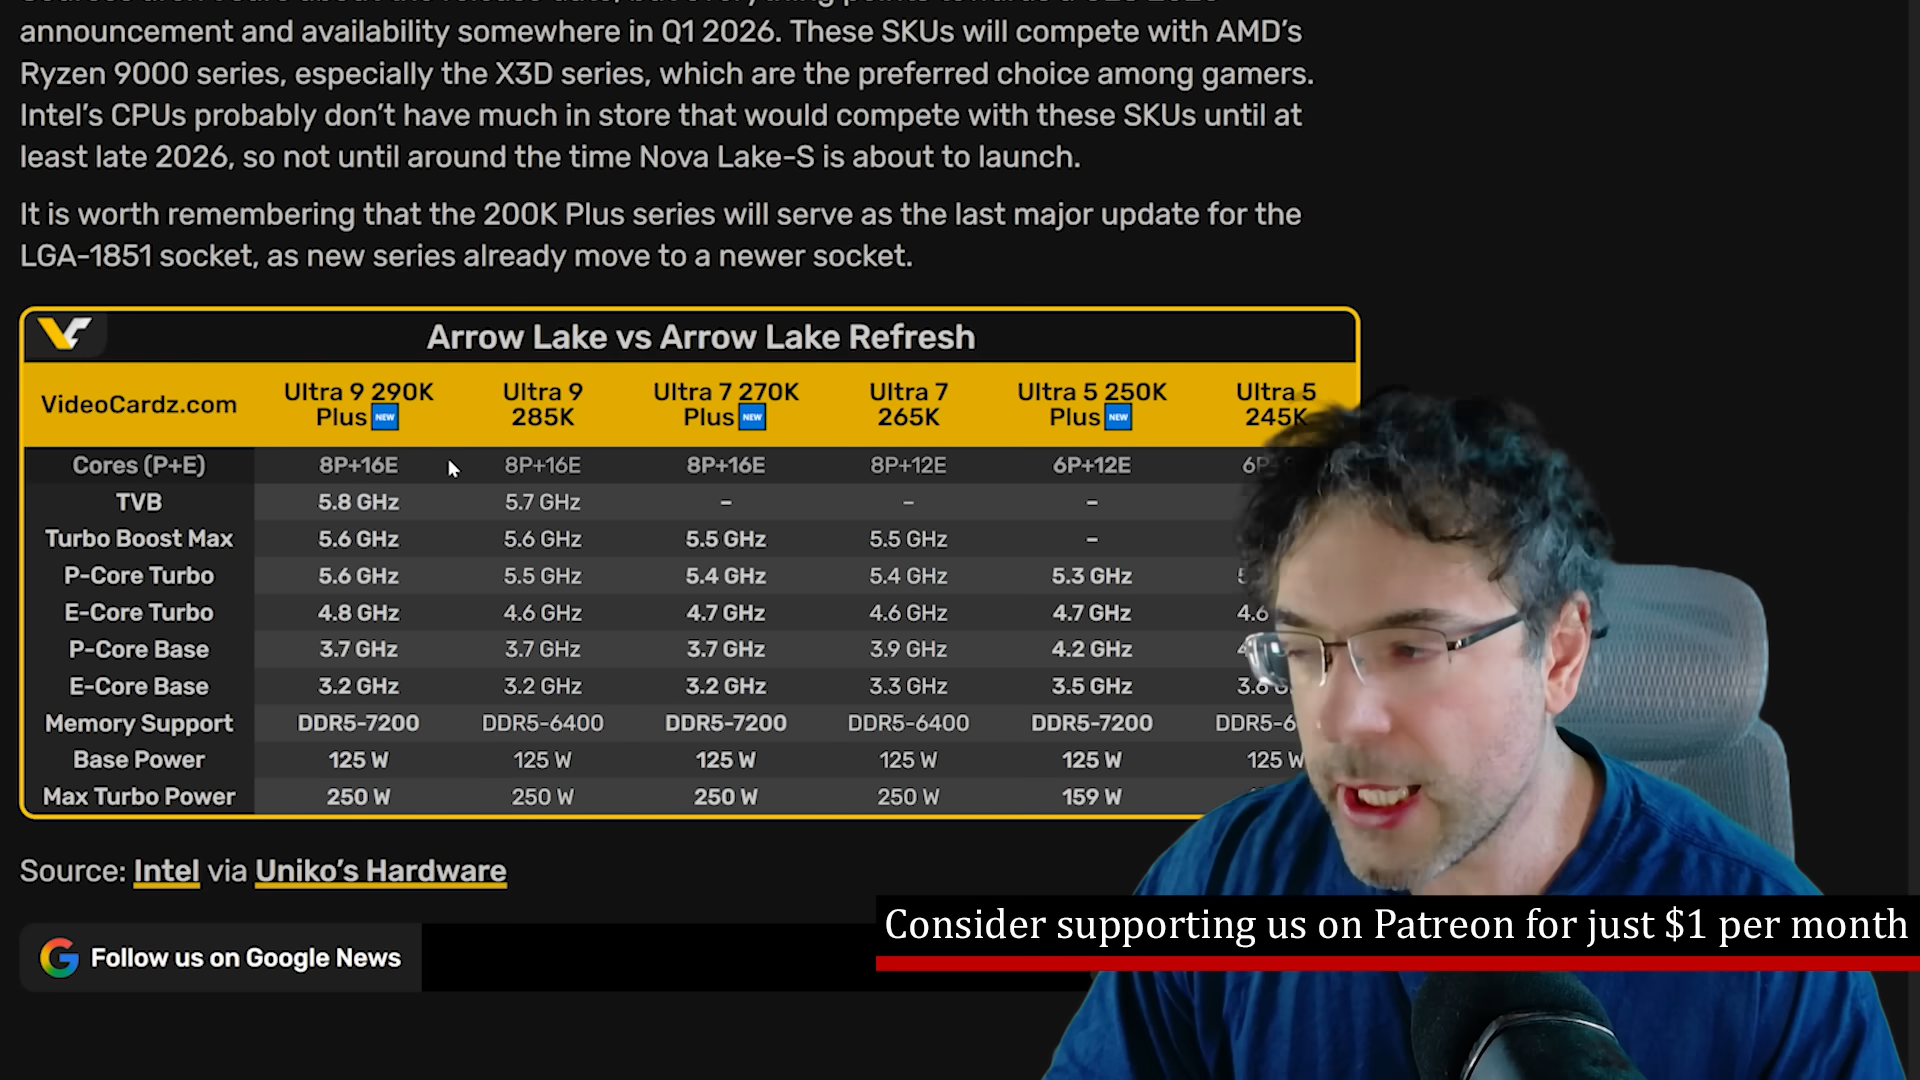 announcement and availability somewhere in Q1 2026. These SKUs will compete with AMD's
Ryzen 9000 series, especially the X3D series, which are the preferred choice among gamers.
Intel's CPUs probably don't have much in store that would compete with these SKUs until at
least late 2026, so not until around the time Nova Lake-S is about to launch.
It is worth remembering that the 200K Plus series will serve as the last major update for the
LGA-1851 socket, as new series already move to a newer socket.
Arrow Lake vs Arrow Lake Refresh
VideoCardz.com Ultra 9 290K Plus NEW Ultra 9 285K Ultra 7 270K Plus NEW Ultra 7 265K Ultra 5 250K Plus NEW Ultra 5 245K
Cores (P+E) 8P+16E 8P+16E 8P+16E 8P+12E 6P+12E
TVB 5.8 GHz 5.7 GHz – – –
Turbo Boost Max 5.6 GHz 5.6 GHz 5.5 GHz 5.5 GHz –
P-Core Turbo 5.6 GHz 5.5 GHz 5.4 GHz 5.4 GHz 5.3 GHz
E-Core Turbo 4.8 GHz 4.6 GHz 4.7 GHz 4.6 GHz 4.7 GHz 4.6
P-Core Base 3.7 GHz 3.7 GHz 3.7 GHz 3.9 GHz 4.2 GHz
E-Core Base 3.2 GHz 3.2 GHz 3.2 GHz 3.3 GHz 3.5 GHz
Memory Support DDR5-7200 DDR5-6400 DDR5-7200 DDR5-6400 DDR5-7200 DDR5-6
Base Power 125 W 125 W 125 W 125 W 125 W 125 W
Max Turbo Power 250 W 250 W 250 W 250 W 159 W
Source: Intel via Uniko's Hardware
Consider supporting us on Patreon for just $1 per month
Follow us on Google News